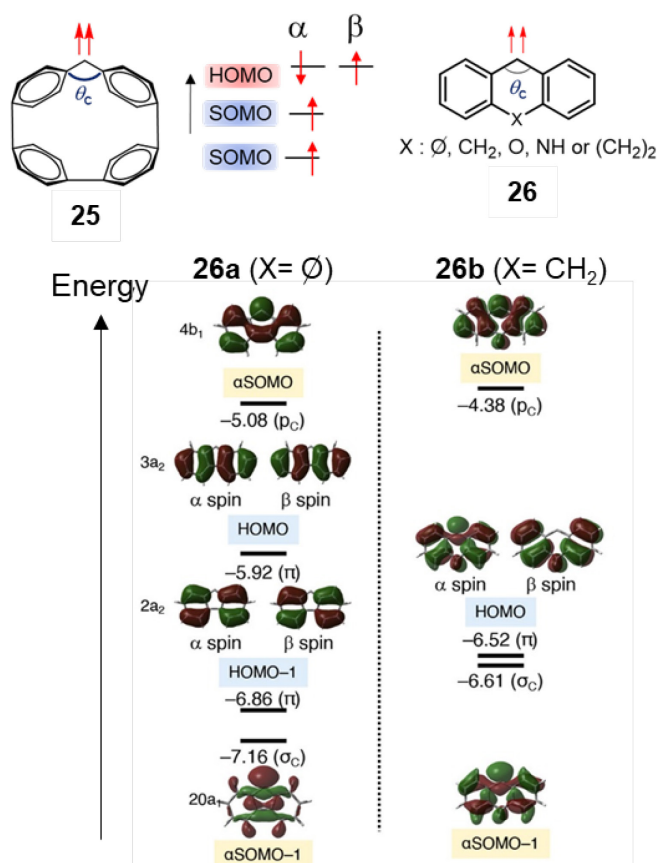 θc
25
α
β
HOMO
SOMO
SOMO
θc
X
X : Ø, CH₂, O, NH or (CH₂)₂
26
26a (X= Ø)
26b (X= CH₂)
Energy
4b₁
αSOMO
−5.08 (pC)
αSOMO
−4.38 (pC)
3a₂
α spin
β spin
HOMO
−5.92 (π)
α spin
β spin
HOMO
−6.52 (π)
−6.61 (σC)
2a₂
α spin
β spin
HOMO−1
−6.86 (π)
−7.16 (σC)
20a₁
αSOMO−1
αSOMO−1